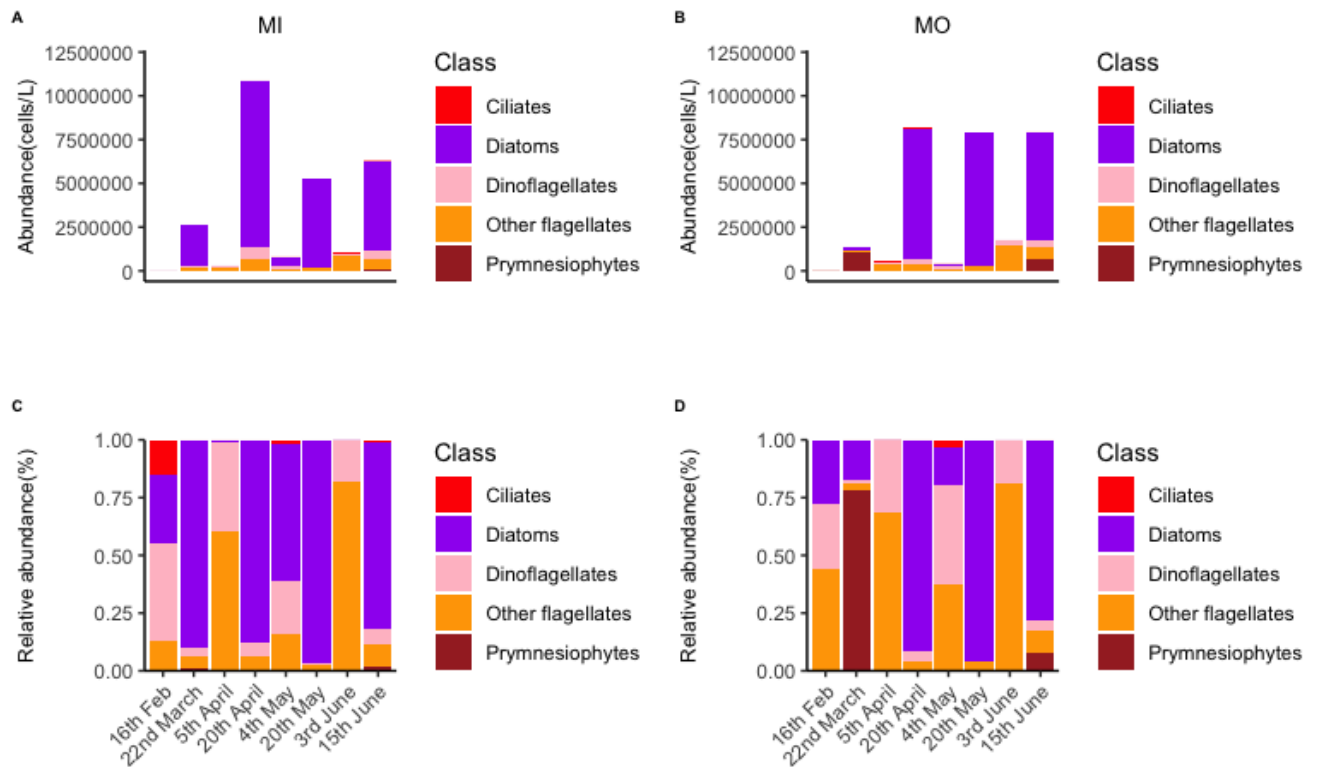 A
MI
Abundance(cells/L)
12500000
10000000
7500000
5000000
2500000
0
Class
Ciliates
Diatoms
Dinoflagellates
Other flagellates
Prymnesiophytes
B
MO
Abundance(cells/L)
12500000
10000000
7500000
5000000
2500000
0
Class
Ciliates
Diatoms
Dinoflagellates
Other flagellates
Prymnesiophytes
C
Relative abundance(%)
1.00
0.75
0.50
0.25
0.00
16th Feb
22nd March
5th April
20th April
4th May
20th May
3rd June
15th June
Class
Ciliates
Diatoms
Dinoflagellates
Other flagellates
Prymnesiophytes
D
Relative abundance(%)
1.00
0.75
0.50
0.25
0.00
16th Feb
22nd March
5th April
20th April
4th May
20th May
3rd June
15th June
Class
Ciliates
Diatoms
Dinoflagellates
Other flagellates
Prymnesiophytes